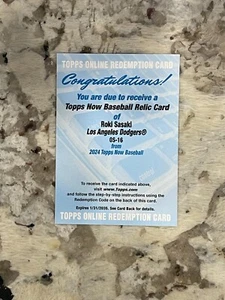 TOPPS ONLINE REDEMPTION CARD
Congratulations!
You are due to receive a
Topps Now Baseball Relic Card
of
Roki Sasaki
Los Angeles Dodgers®
OS-16
from
2024 Topps Now Baseball
To receive the card indicated above,
visit www.Topps.com
and follow the step-by-step instructions using the
Redemption Code on the back of this card.
Expires 1/31/2028. See Card Back for details.
TOPPS ONLINE REDEMPTION CARD